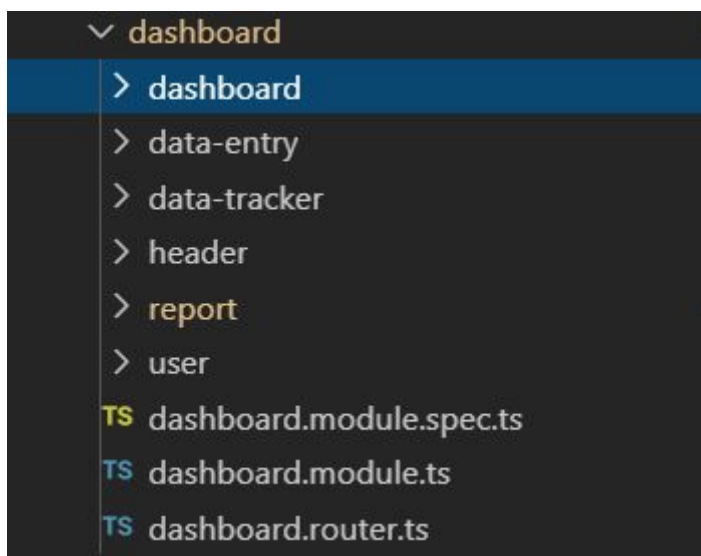 dashboard
dashboard
data-entry
data-tracker
header
report
user
TS dashboard.module.spec.ts
TS dashboard.module.ts
TS dashboard.router.ts